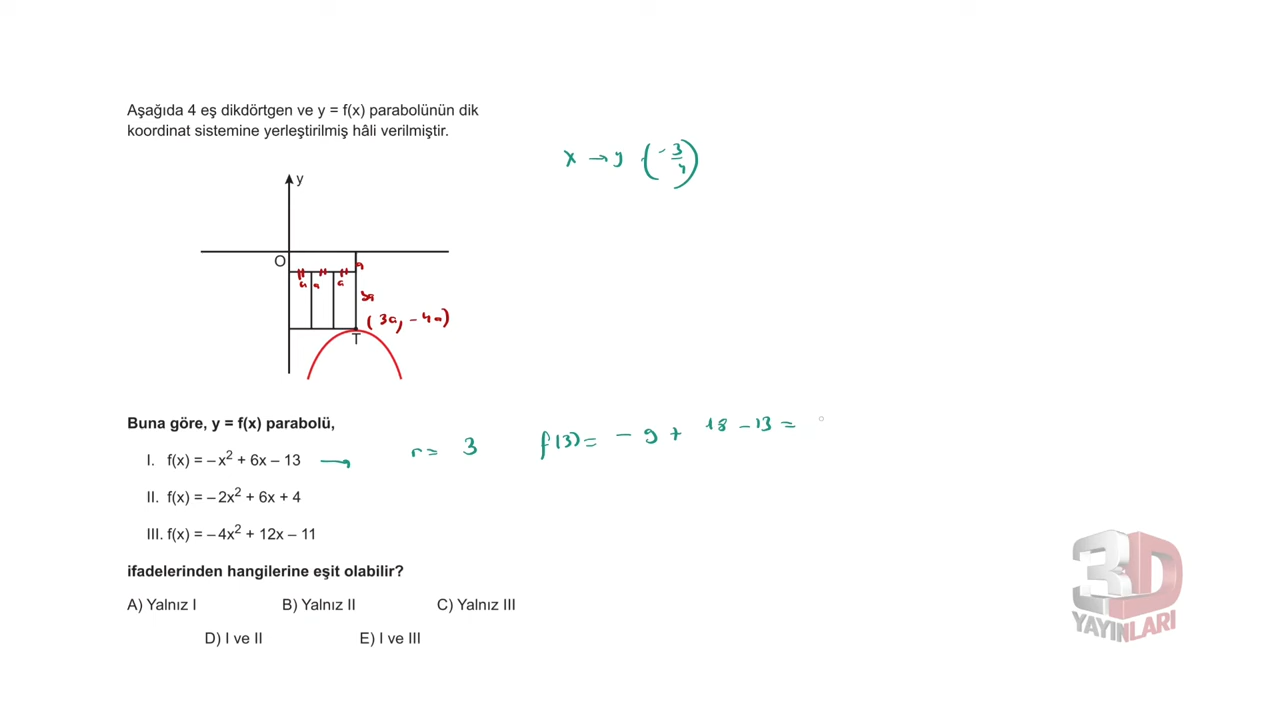 Aşağıda 4 eş dikdörtgen ve y = f(x) parabolünün dik
koordinat sistemine yerleştirilmiş hâli verilmiştir.
x → y (-3/4)
y
O
a
a a a
3a
(3a, -4a)
T
Buna göre, y = f(x) parabolü,
I. f(x) = –x² + 6x – 13 → r = 3 f(3) = - 9 + 18 - 13 =
II. f(x) = –2x² + 6x + 4
III. f(x) = –4x² + 12x – 11
ifadelerinden hangilerine eşit olabilir?
A) Yalnız I B) Yalnız II C) Yalnız III
D) I ve II E) I ve III
3D
YAYINLARI